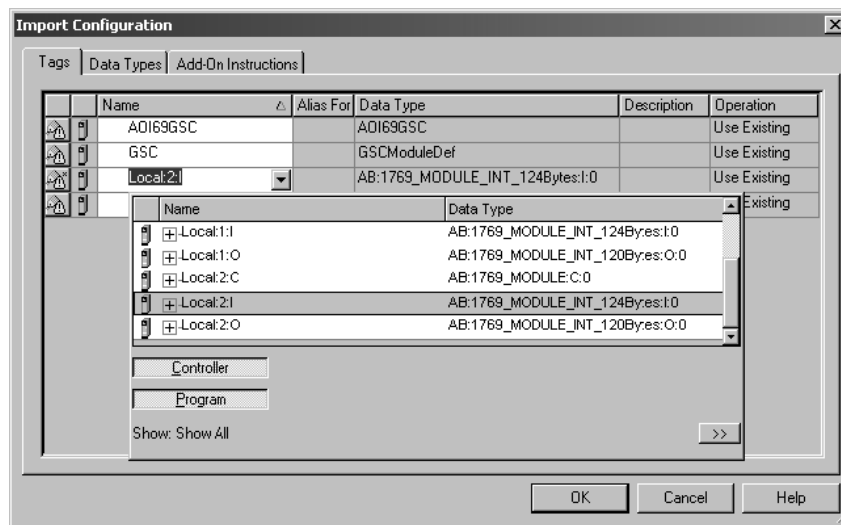 Import Configuration
Tags Data Types Add-On Instructions
Name Alias For Data Type Description Operation
AOI69GSC AOI69GSC Use Existing
GSC GSCModuleDef Use Existing
Local:2:I AB:1769_MODULE_INT_124Bytes:I:0 Use Existing
Existing
Name Data Type
Local:1:I AB:1769_MODULE_INT_124Bytes:I:0
Local:1:O AB:1769_MODULE_INT_120Bytes:O:0
Local:2:C AB:1769_MODULE:C:0
Local:2:I AB:1769_MODULE_INT_124Bytes:I:0
Local:2:O AB:1769_MODULE_INT_120Bytes:O:0
Controller
Program
Show: Show All >>
OK Cancel Help